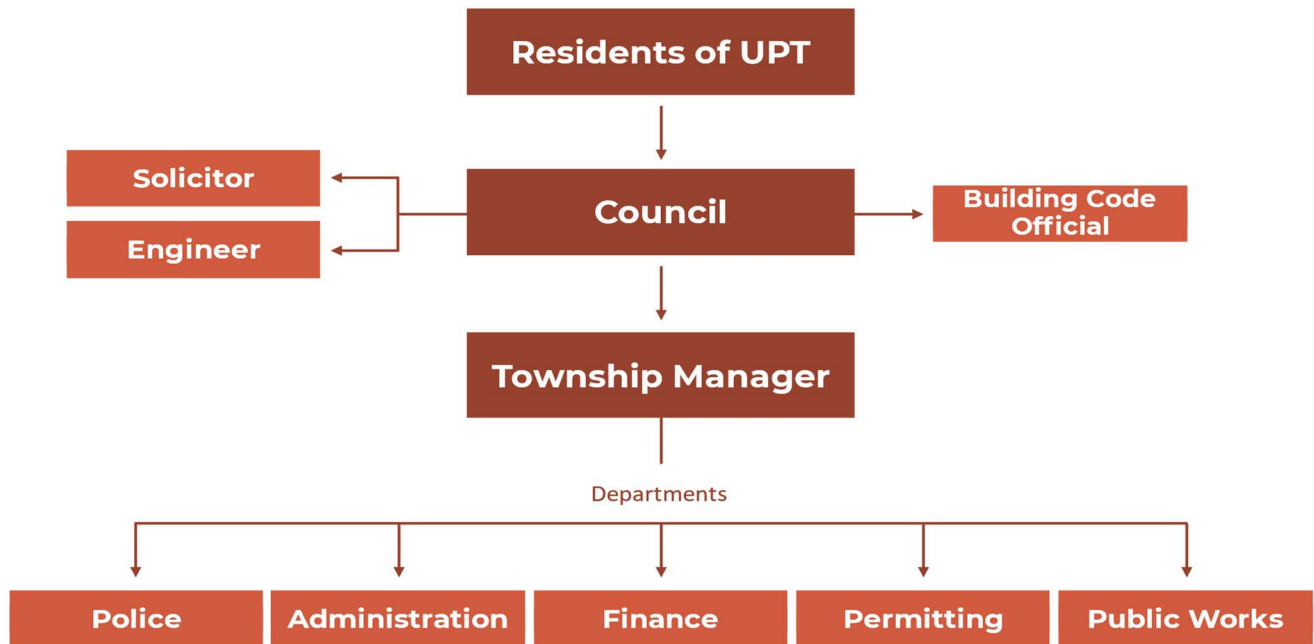 Residents of UPT
Solicitor
Engineer
Council
Building Code
Official
Township Manager
Departments
Police
Administration
Finance
Permitting
Public Works